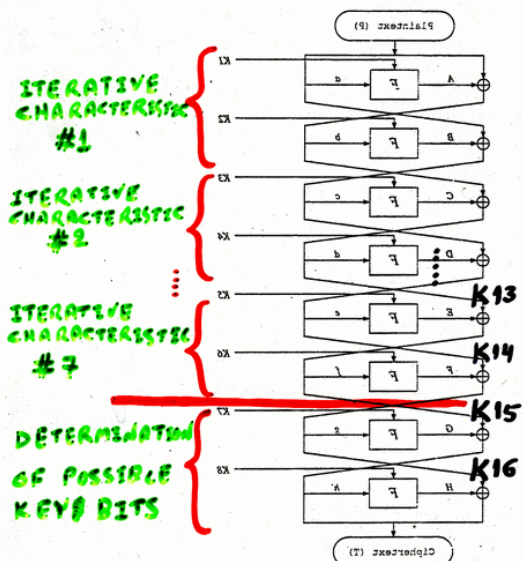 Plaintext (P)
K1
a F A
ITERATIVE
CHARACTERISTIC
#1
K2
b F B
K3
c F C
ITERATIVE
CHARACTERISTIC
#2
K4
d F D
K5
K13
e F E
ITERATIVE
CHARACTERISTIC
#7
K6
K14
f F F
K7
K15
g F G
DETERMINATION
OF POSSIBLE
KEY BITS
K8
K16
h F H
Ciphertext (T)